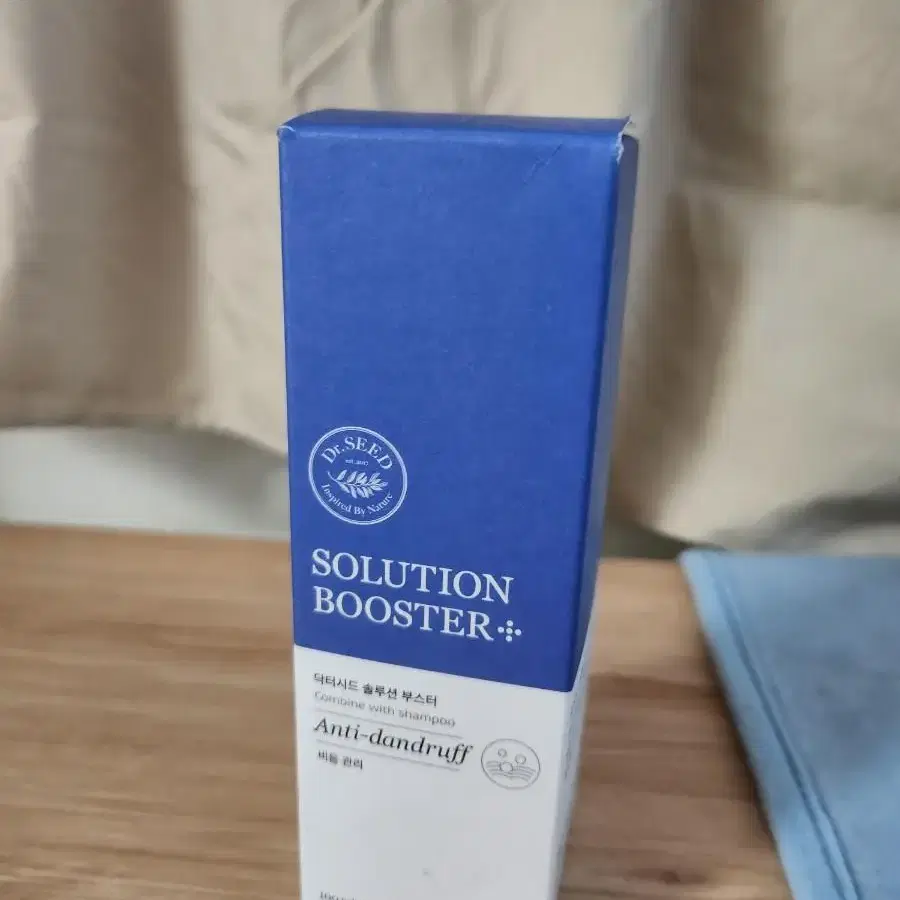 Dr.SEED
Inspired By Nature
SOLUTION
BOOSTER
닥터시드 솔루션 부스터
Combine with shampoo
Anti-dandruff
비듬 관리